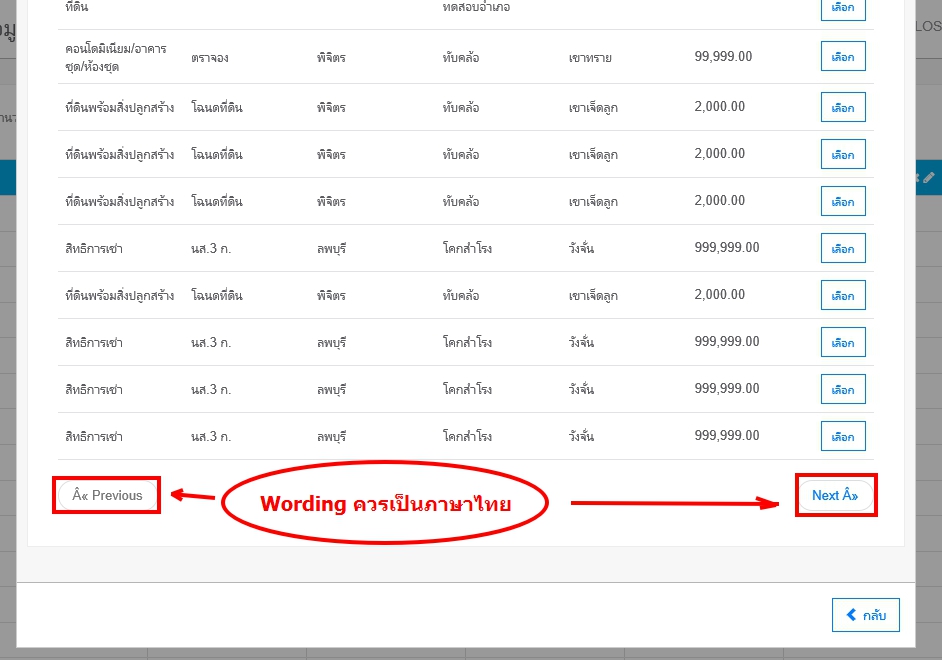 ที่ดิน ทดสอบอำเภอ เลือก
คอนโดมิเนียม/อาคาร
ชุด/ห้องชุด ตราจอง พิจิตร ทับคล้อ เขาทราย 99,999.00 เลือก
ที่ดินพร้อมสิ่งปลูกสร้าง โฉนดที่ดิน พิจิตร ทับคล้อ เขาเจ็ดลูก 2,000.00 เลือก
ที่ดินพร้อมสิ่งปลูกสร้าง โฉนดที่ดิน พิจิตร ทับคล้อ เขาเจ็ดลูก 2,000.00 เลือก
ที่ดินพร้อมสิ่งปลูกสร้าง โฉนดที่ดิน พิจิตร ทับคล้อ เขาเจ็ดลูก 2,000.00 เลือก
สิทธิการเช่า นส.3 ก. ลพบุรี โคกสำโรง วังจั่น 999,999.00 เลือก
ที่ดินพร้อมสิ่งปลูกสร้าง โฉนดที่ดิน พิจิตร ทับคล้อ เขาเจ็ดลูก 2,000.00 เลือก
สิทธิการเช่า นส.3 ก. ลพบุรี โคกสำโรง วังจั่น 999,999.00 เลือก
สิทธิการเช่า นส.3 ก. ลพบุรี โคกสำโรง วังจั่น 999,999.00 เลือก
สิทธิการเช่า นส.3 ก. ลพบุรี โคกสำโรง วังจั่น 999,999.00 เลือก
Â« Previous Wording ควรเป็นภาษาไทย Next Â»
กลับ